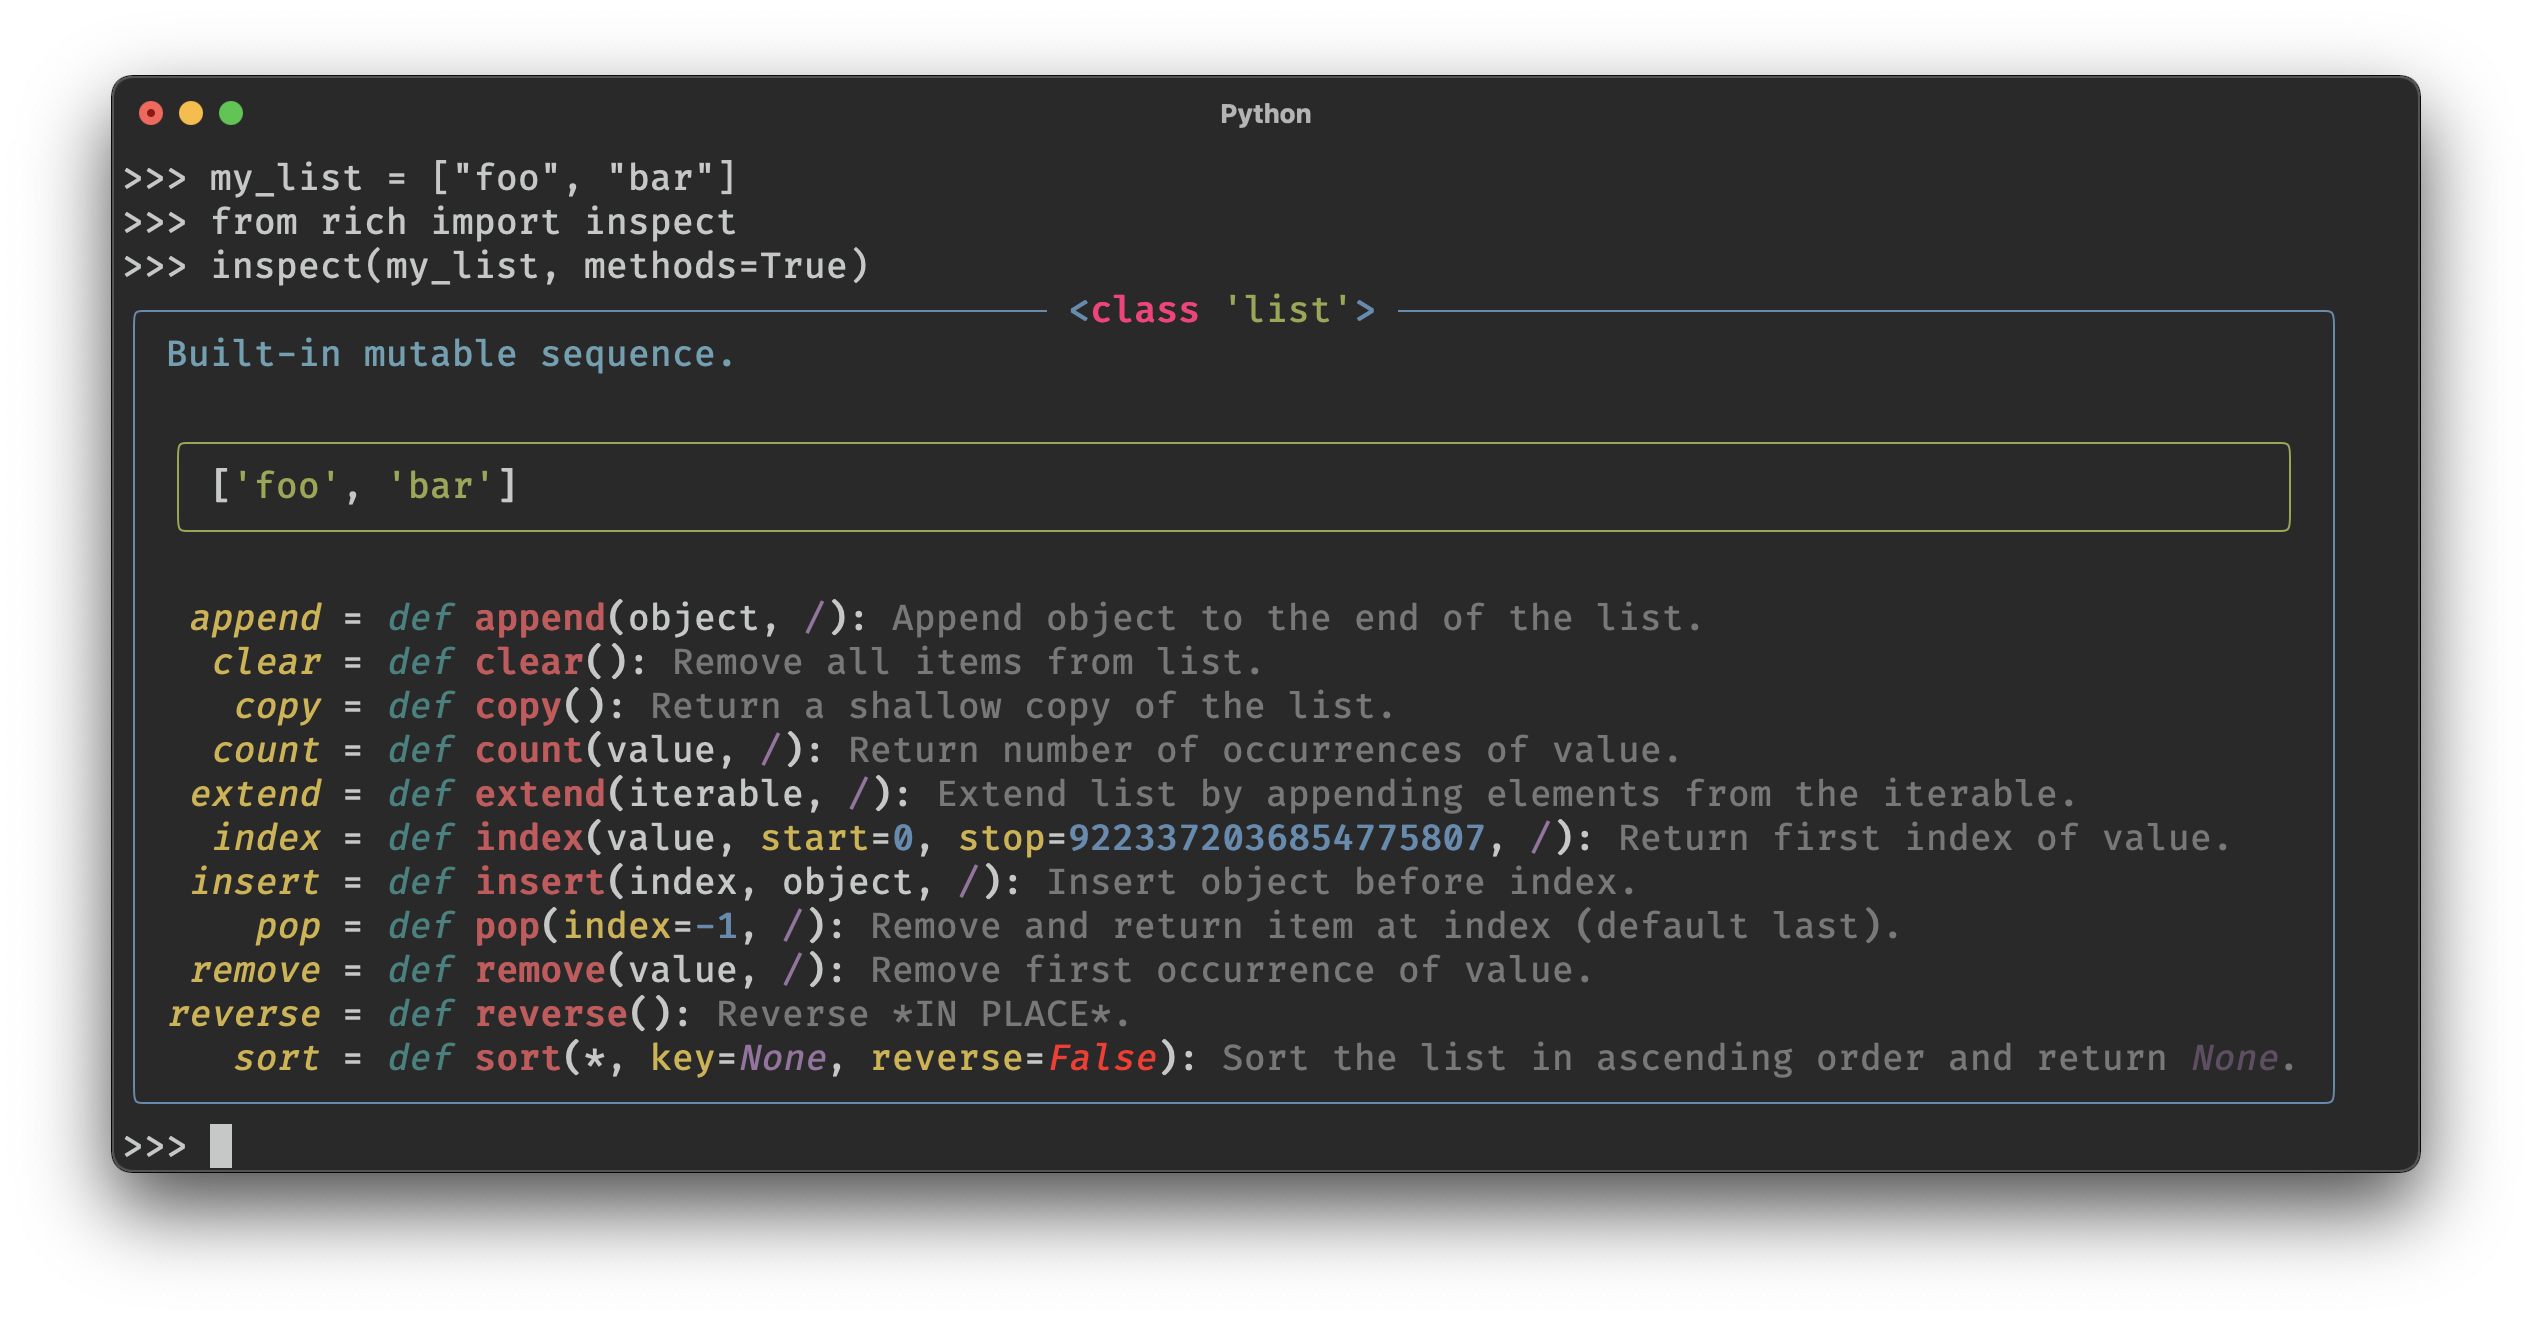 Python
>>> my_list = ["foo", "bar"]
>>> from rich import inspect
>>> inspect(my_list, methods=True)
<class 'list'>
Built-in mutable sequence.
['foo', 'bar']
append = def append(object, /): Append object to the end of the list.
clear = def clear(): Remove all items from list.
copy = def copy(): Return a shallow copy of the list.
count = def count(value, /): Return number of occurrences of value.
extend = def extend(iterable, /): Extend list by appending elements from the iterable.
index = def index(value, start=0, stop=9223372036854775807, /): Return first index of value.
insert = def insert(index, object, /): Insert object before index.
pop = def pop(index=-1, /): Remove and return item at index (default last).
remove = def remove(value, /): Remove first occurrence of value.
reverse = def reverse(): Reverse *IN PLACE*.
sort = def sort(*, key=None, reverse=False): Sort the list in ascending order and return None.
>>>